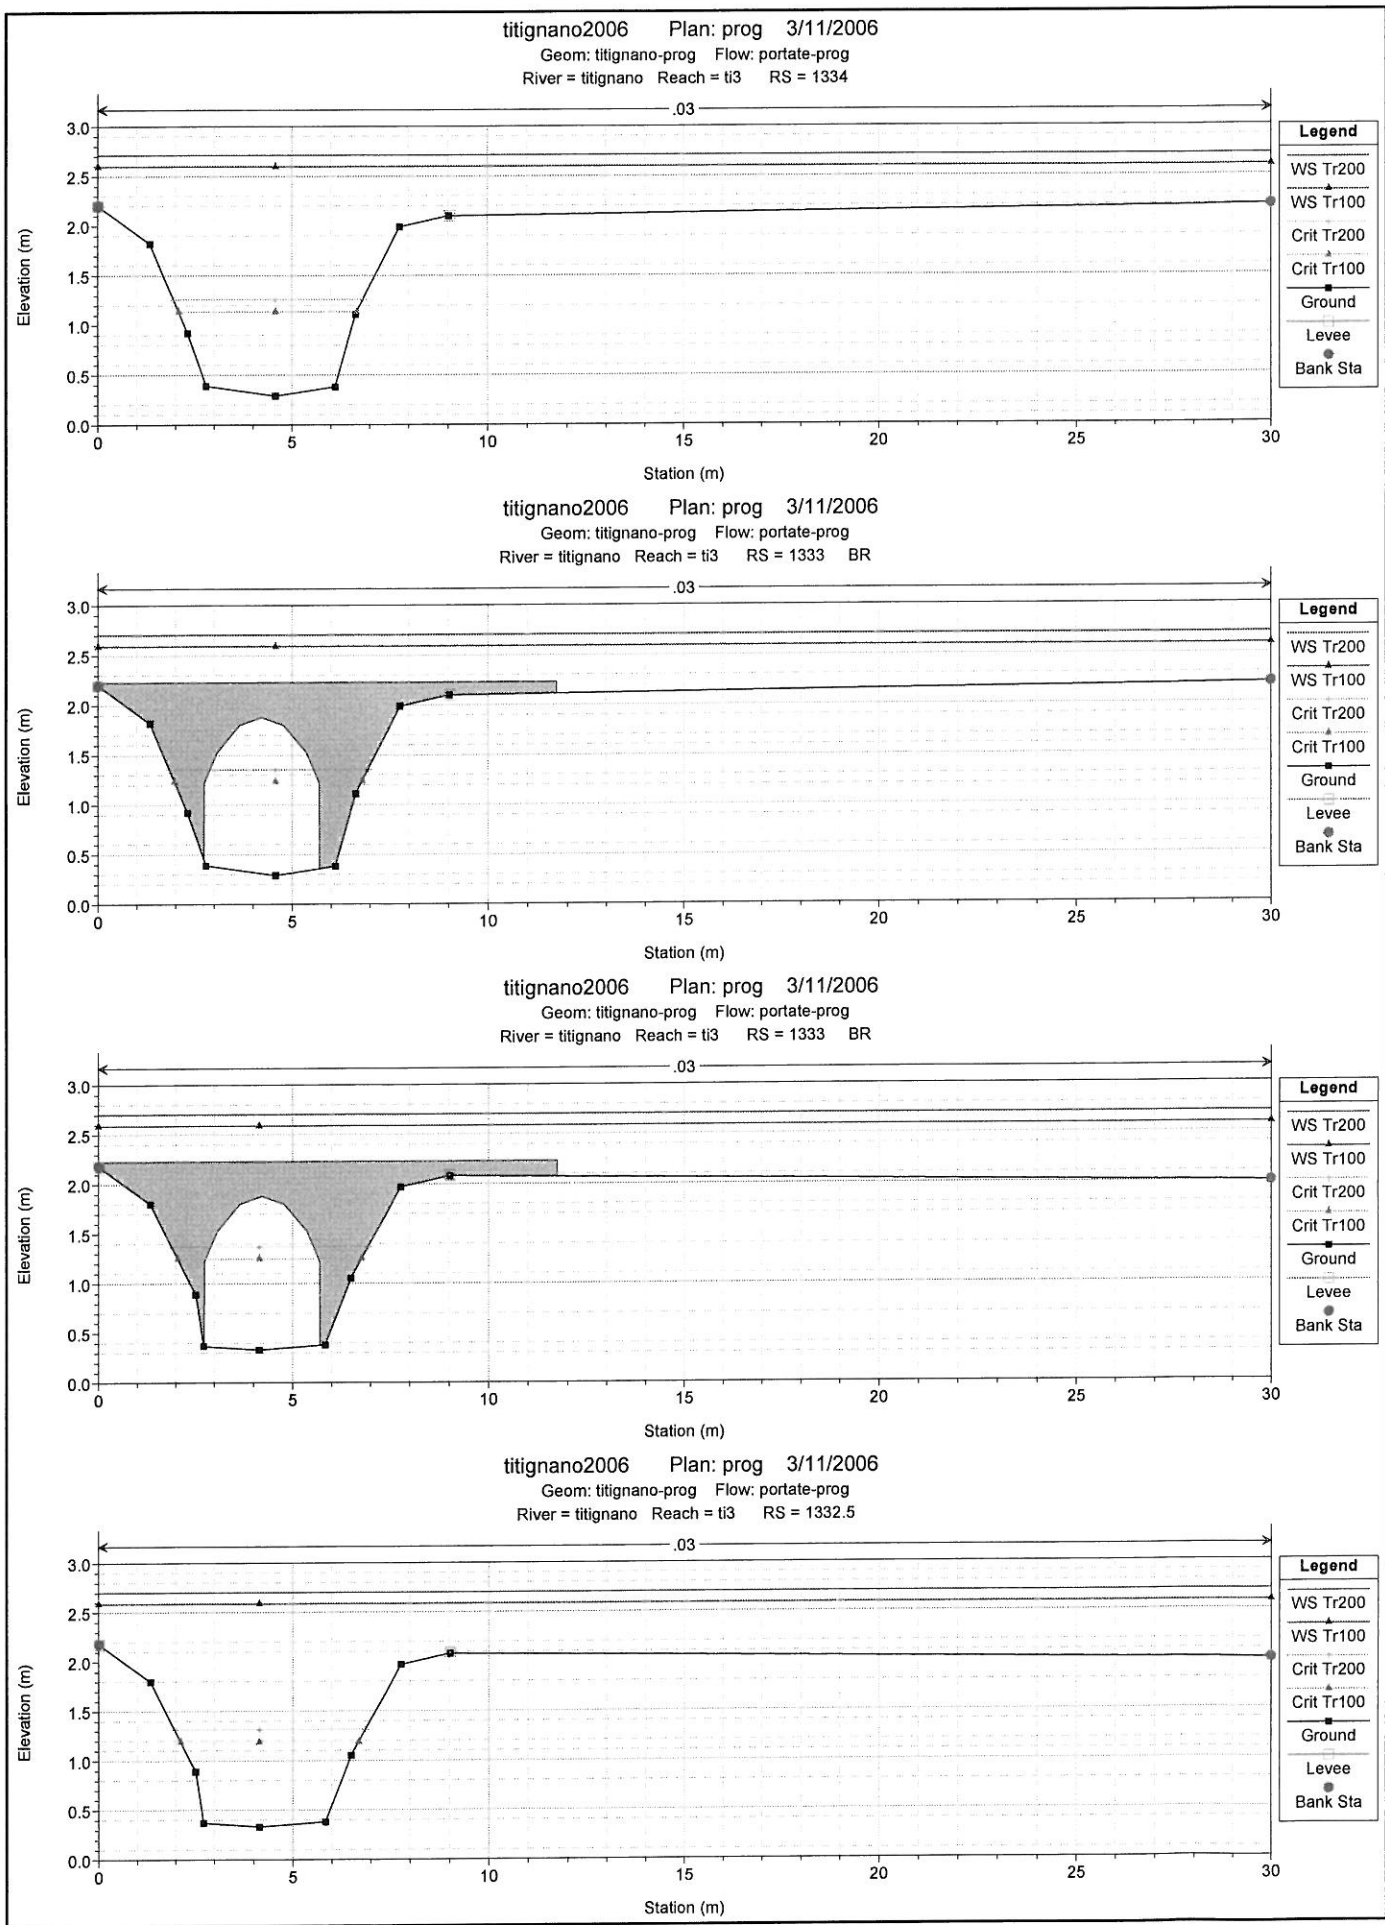 titignano2006 Plan: prog 3/11/2006
Geom: titignano-prog Flow: portate-prog
River = titignano Reach = ti3 RS = 1334
.03
Elevation (m)
3.0
2.5
2.0
1.5
1.0
0.5
0.0
0 5 10 15 20 25 30
Station (m)
Legend
WS Tr200
WS Tr100
Crit Tr200
Crit Tr100
Ground
Levee
Bank Sta
titignano2006 Plan: prog 3/11/2006
Geom: titignano-prog Flow: portate-prog
River = titignano Reach = ti3 RS = 1333 BR
.03
Elevation (m)
3.0
2.5
2.0
1.5
1.0
0.5
0.0
0 5 10 15 20 25 30
Station (m)
Legend
WS Tr200
WS Tr100
Crit Tr200
Crit Tr100
Ground
Levee
Bank Sta
titignano2006 Plan: prog 3/11/2006
Geom: titignano-prog Flow: portate-prog
River = titignano Reach = ti3 RS = 1333 BR
.03
Elevation (m)
3.0
2.5
2.0
1.5
1.0
0.5
0.0
0 5 10 15 20 25 30
Station (m)
Legend
WS Tr200
WS Tr100
Crit Tr200
Crit Tr100
Ground
Levee
Bank Sta
titignano2006 Plan: prog 3/11/2006
Geom: titignano-prog Flow: portate-prog
River = titignano Reach = ti3 RS = 1332.5
.03
Elevation (m)
3.0
2.5
2.0
1.5
1.0
0.5
0.0
0 5 10 15 20 25 30
Station (m)
Legend
WS Tr200
WS Tr100
Crit Tr200
Crit Tr100
Ground
Levee
Bank Sta